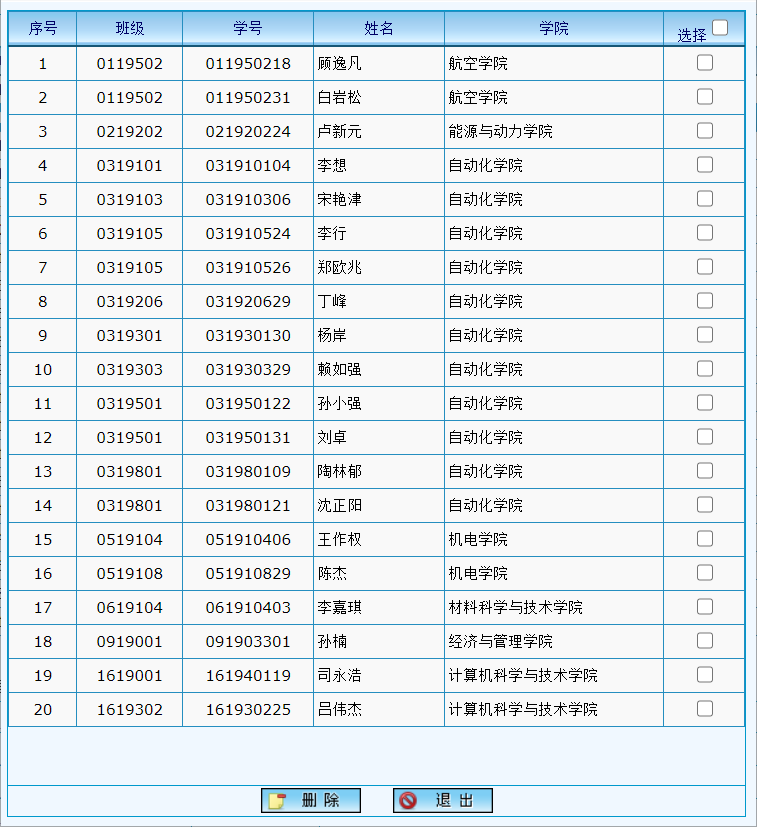 序号 班级 学号 姓名 学院 选择
1 0119502 011950218 顾逸凡 航空学院
2 0119502 011950231 白岩松 航空学院
3 0219202 021920224 卢新元 能源与动力学院
4 0319101 031910104 李想 自动化学院
5 0319103 031910306 宋艳津 自动化学院
6 0319105 031910524 李行 自动化学院
7 0319105 031910526 郑欧兆 自动化学院
8 0319206 031920629 丁峰 自动化学院
9 0319301 031930130 杨岸 自动化学院
10 0319303 031930329 赖如强 自动化学院
11 0319501 031950122 孙小强 自动化学院
12 0319501 031950131 刘卓 自动化学院
13 0319801 031980109 陶林郁 自动化学院
14 0319801 031980121 沈正阳 自动化学院
15 0519104 051910406 王作权 机电学院
16 0519108 051910829 陈杰 机电学院
17 0619104 061910403 李嘉琪 材料科学与技术学院
18 0919001 091903301 孙楠 经济与管理学院
19 1619001 161940119 司永浩 计算机科学与技术学院
20 1619302 161930225 吕伟杰 计算机科学与技术学院
删 除 退 出